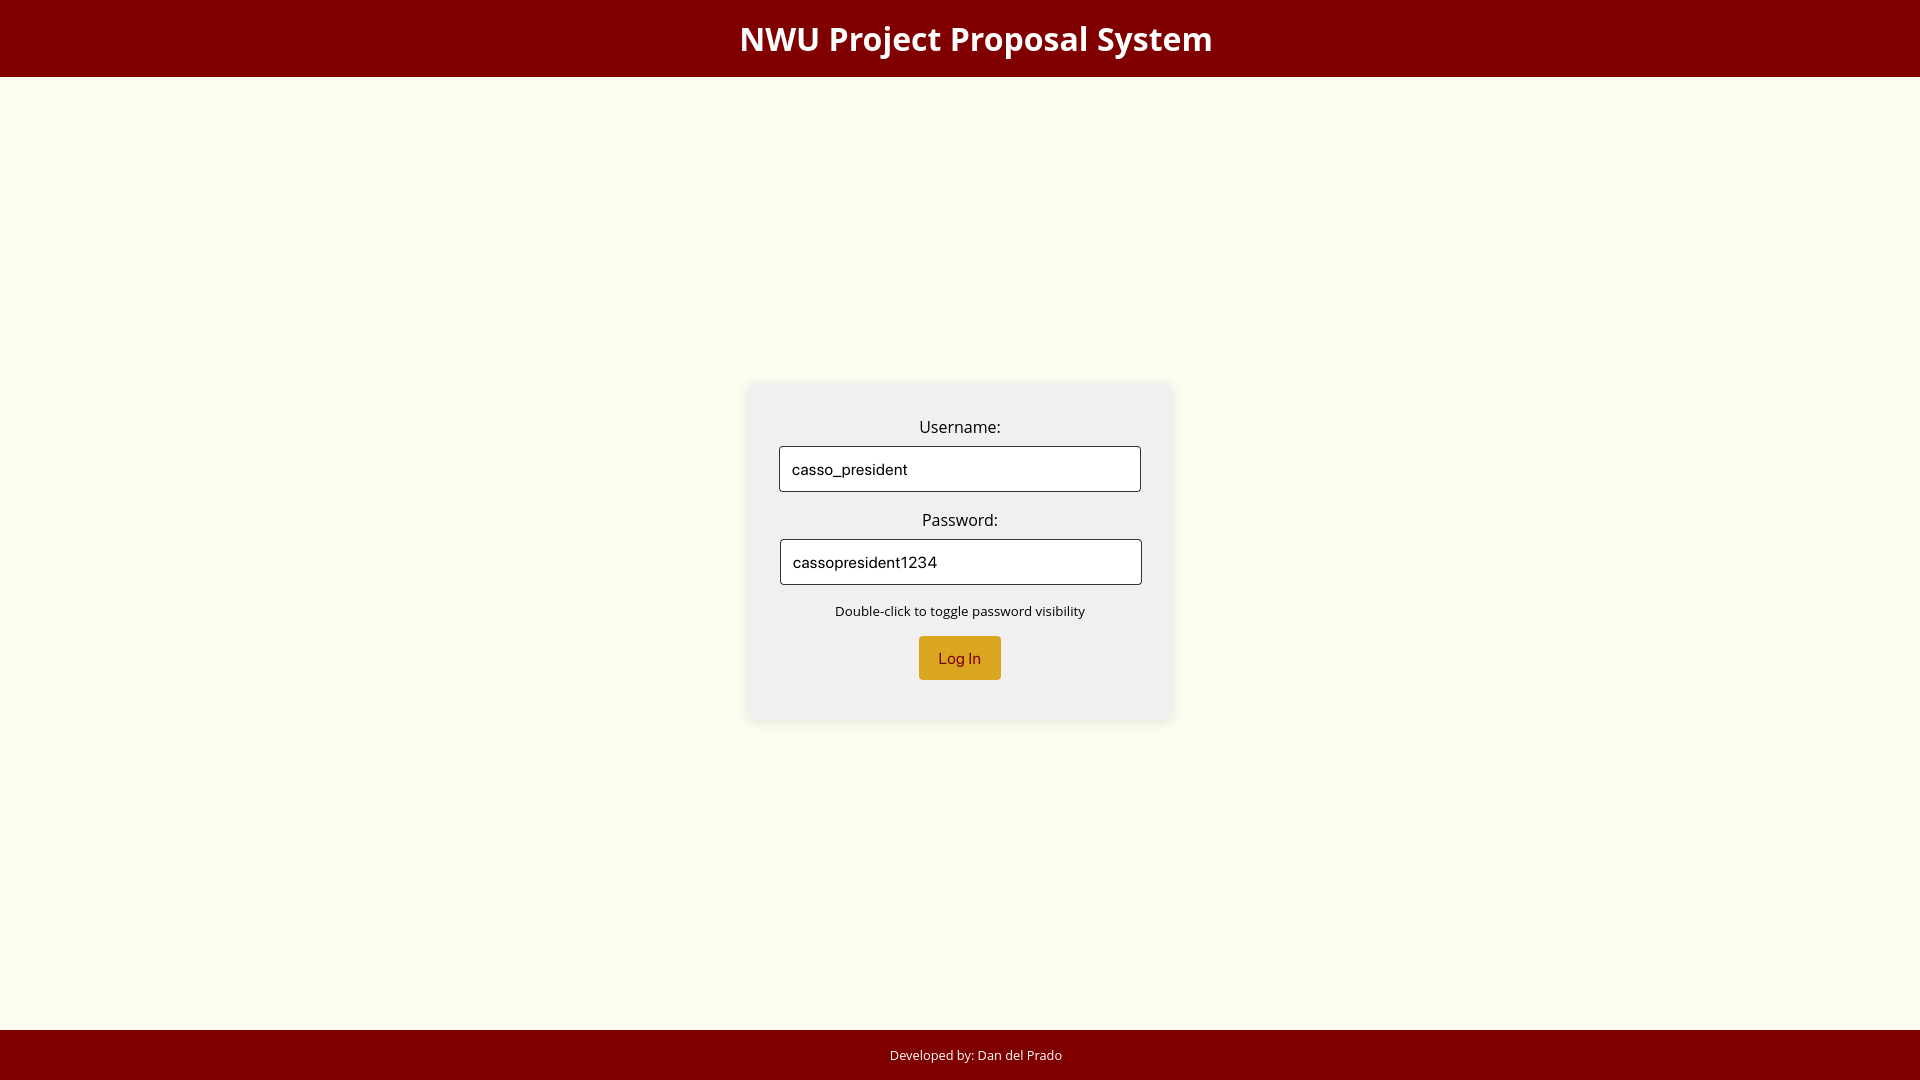 NWU Project Proposal System
Username:
casso_president
Password:
cassopresident1234
Double-click to toggle password visibility
Log In
Developed by: Dan del Prado